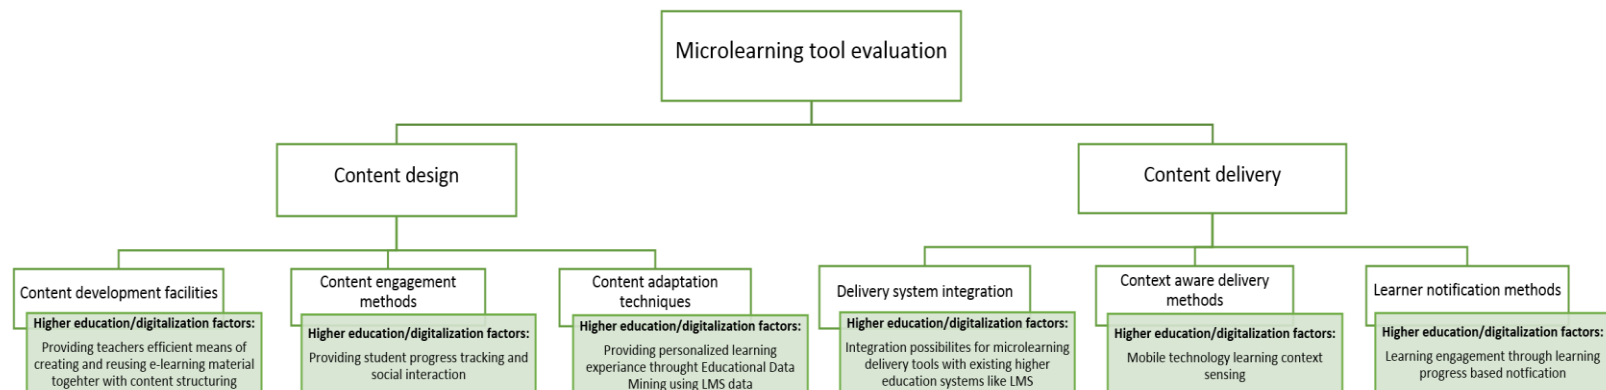 Microlearning tool evaluation
Content design
Content delivery
Content development facilities
Content engagement
methods
Content adaptation
techniques
Delivery system integration
Context aware delivery
methods
Learner notification methods
Higher education/digitalization factors:
Providing teachers efficient means of
creating and reusing e-learning material
togehter with content structuring
Higher education/digitalization factors:
Providing student progress tracking and
social interaction
Higher education/digitalization factors:
Providing personalized learning
experiance throught Educational Data
Mining using LMS data
Higher education/digitalization factors:
Integration possibilites for microlearning
delivery tools with existing higher
education systems like LMS
Higher education/digitalization factors:
Mobile technology learning context
sensing
Higher education/digitalization factors:
Learning engagement through learning
progress based notfication